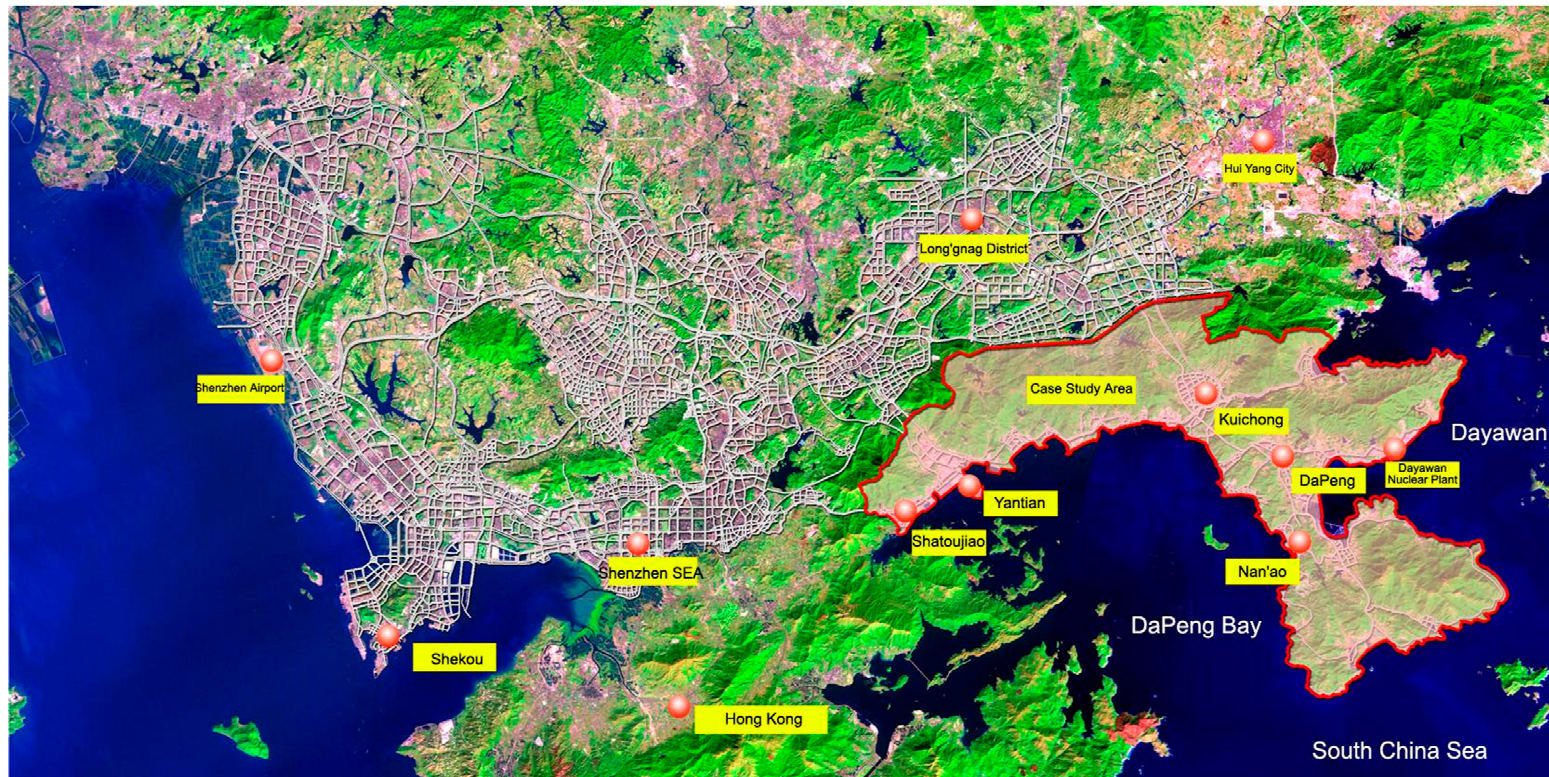 Hui Yang City
Long'gnag District
Shenzhen Airport
Case Study Area
Kuichong
Dayawan
Dayawan
Nuclear Plant
DaPeng
Yantian
Shatoujiao
Shenzhen SEA
Nan'ao
DaPeng Bay
Shekou
Hong Kong
South China Sea